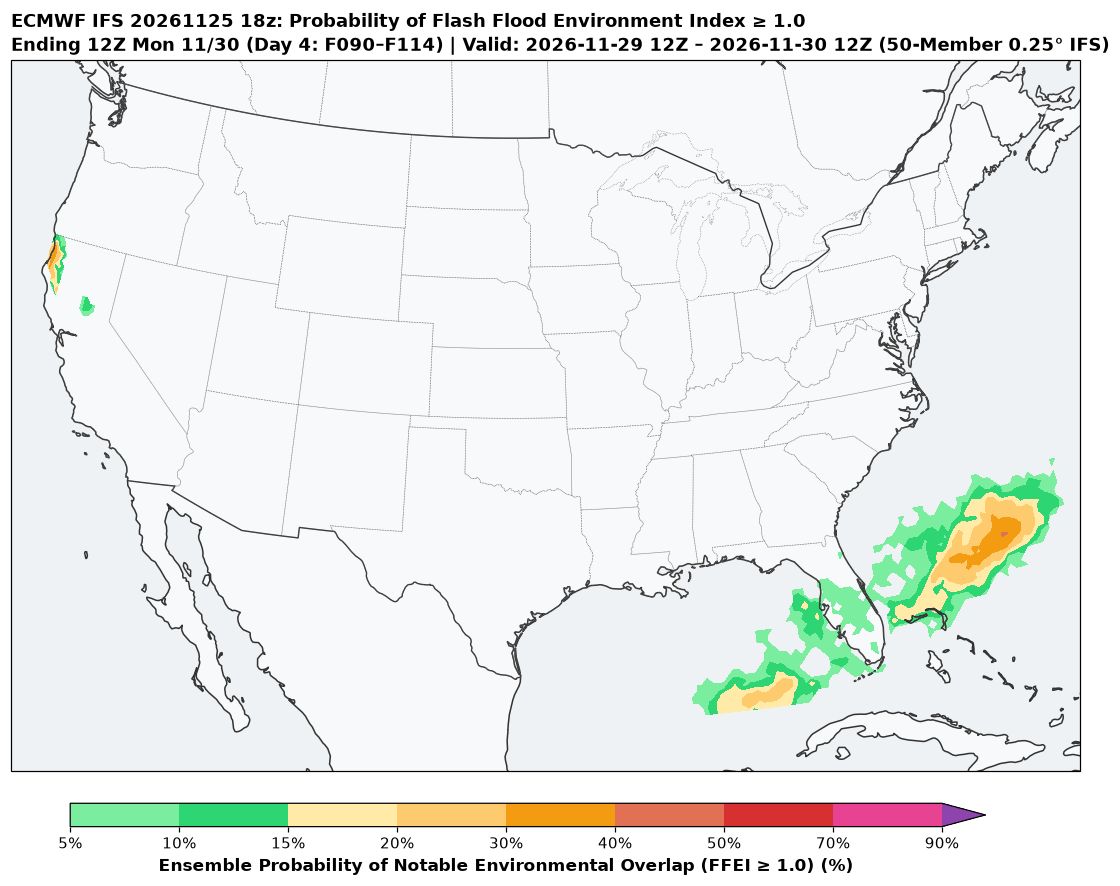 ECMWF IFS 20261125 18z: Probability of Flash Flood Environment Index ≥ 1.0
Ending 12Z Mon 11/30 (Day 4: F090–F114) | Valid: 2026-11-29 12Z – 2026-11-30 12Z (50-Member 0.25° IFS)
5% 10% 15% 20% 30% 40% 50% 70% 90%
Ensemble Probability of Notable Environmental Overlap (FFEI ≥ 1.0) (%)